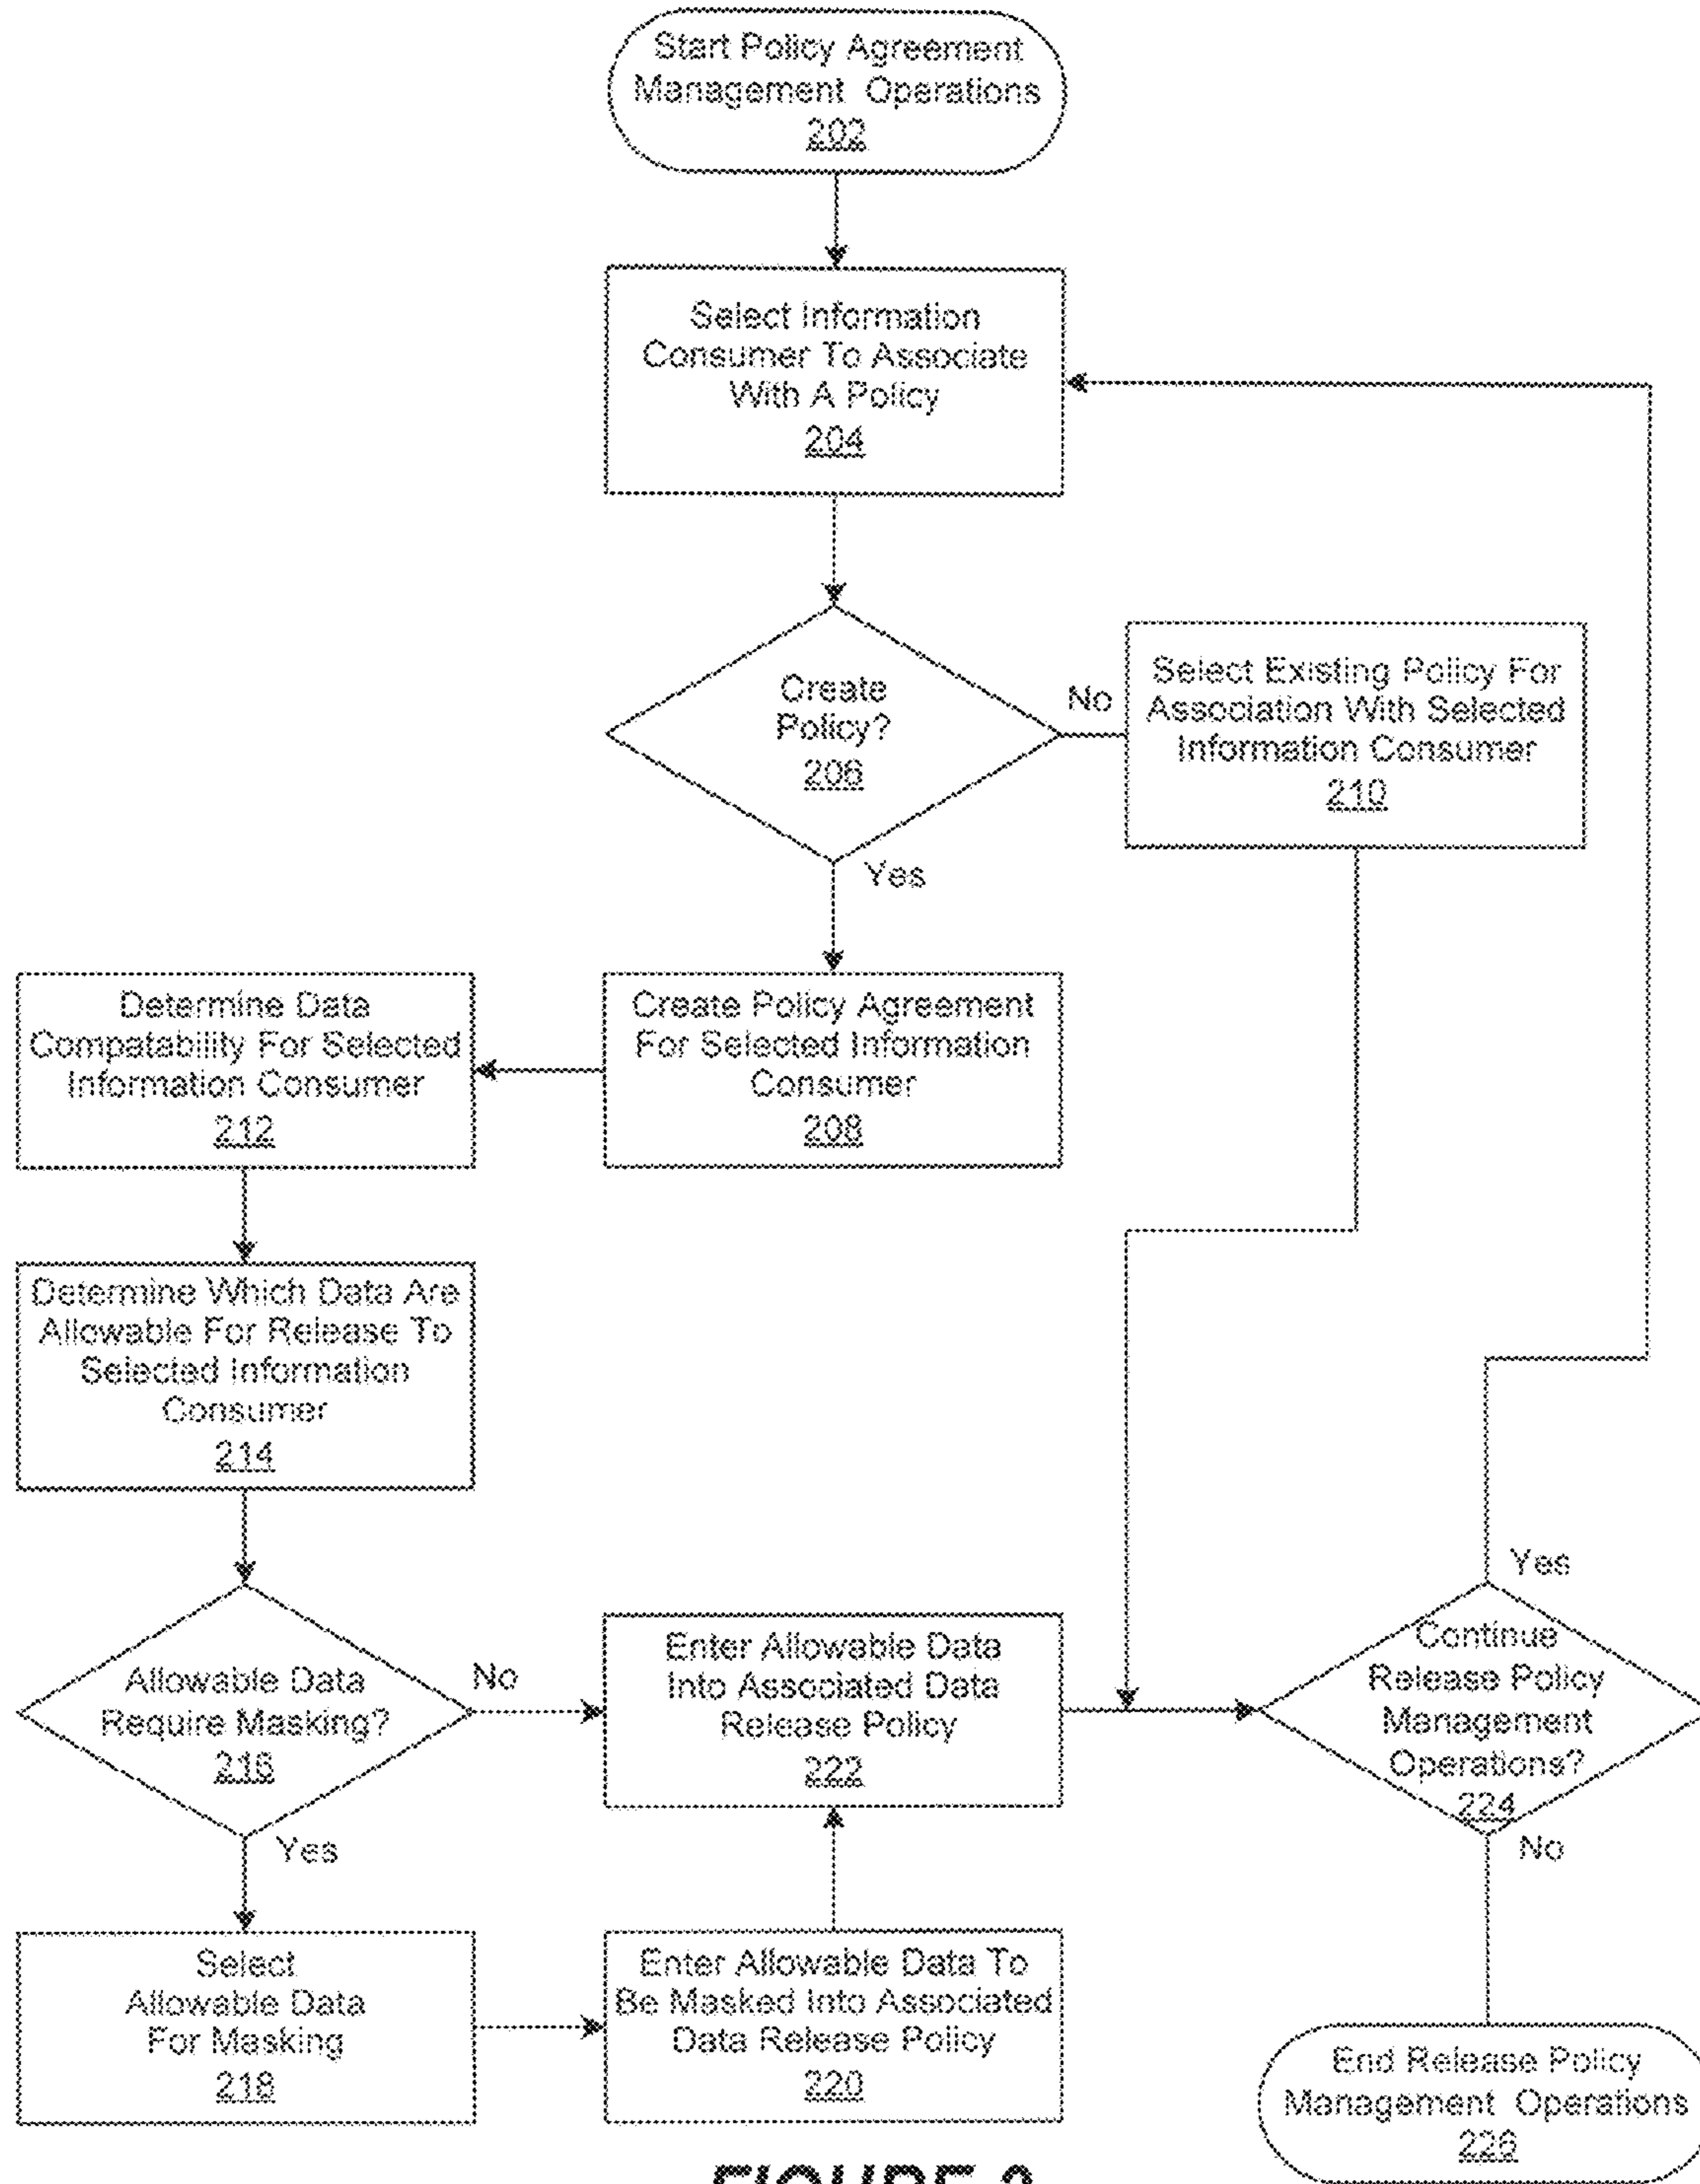 Start Policy Agreement
Management Operations
202
Select Information
Consumer To Associate
With A Policy
204
Create
Policy?
206
No
Select Existing Policy For
Association With Selected
Information Consumer
210
Yes
Determine Data
Compatability For Selected
Information Consumer
212
Create Policy Agreement
For Selected Information
Consumer
208
Determine Which Data Are
Allowable For Release To
Selected Information
Consumer
214
Allowable Data
Require Masking?
216
No
Enter Allowable Data
Into Associated Data
Release Policy
222
Yes
Continue
Release Policy
Management
Operations?
224
Yes
No
Select
Allowable Data
For Masking
218
Enter Allowable Data To
Be Masked Into Associated
Data Release Policy
220
End Release Policy
Management Operations
226
FIGURE